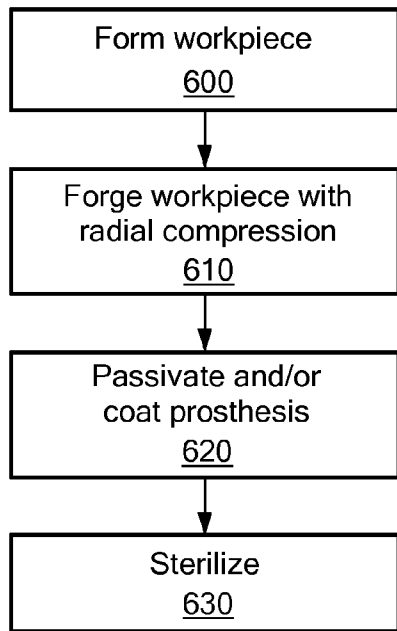 Form workpiece
600
Forge workpiece with
radial compression
610
Passivate and/or
coat prosthesis
620
Sterilize
630